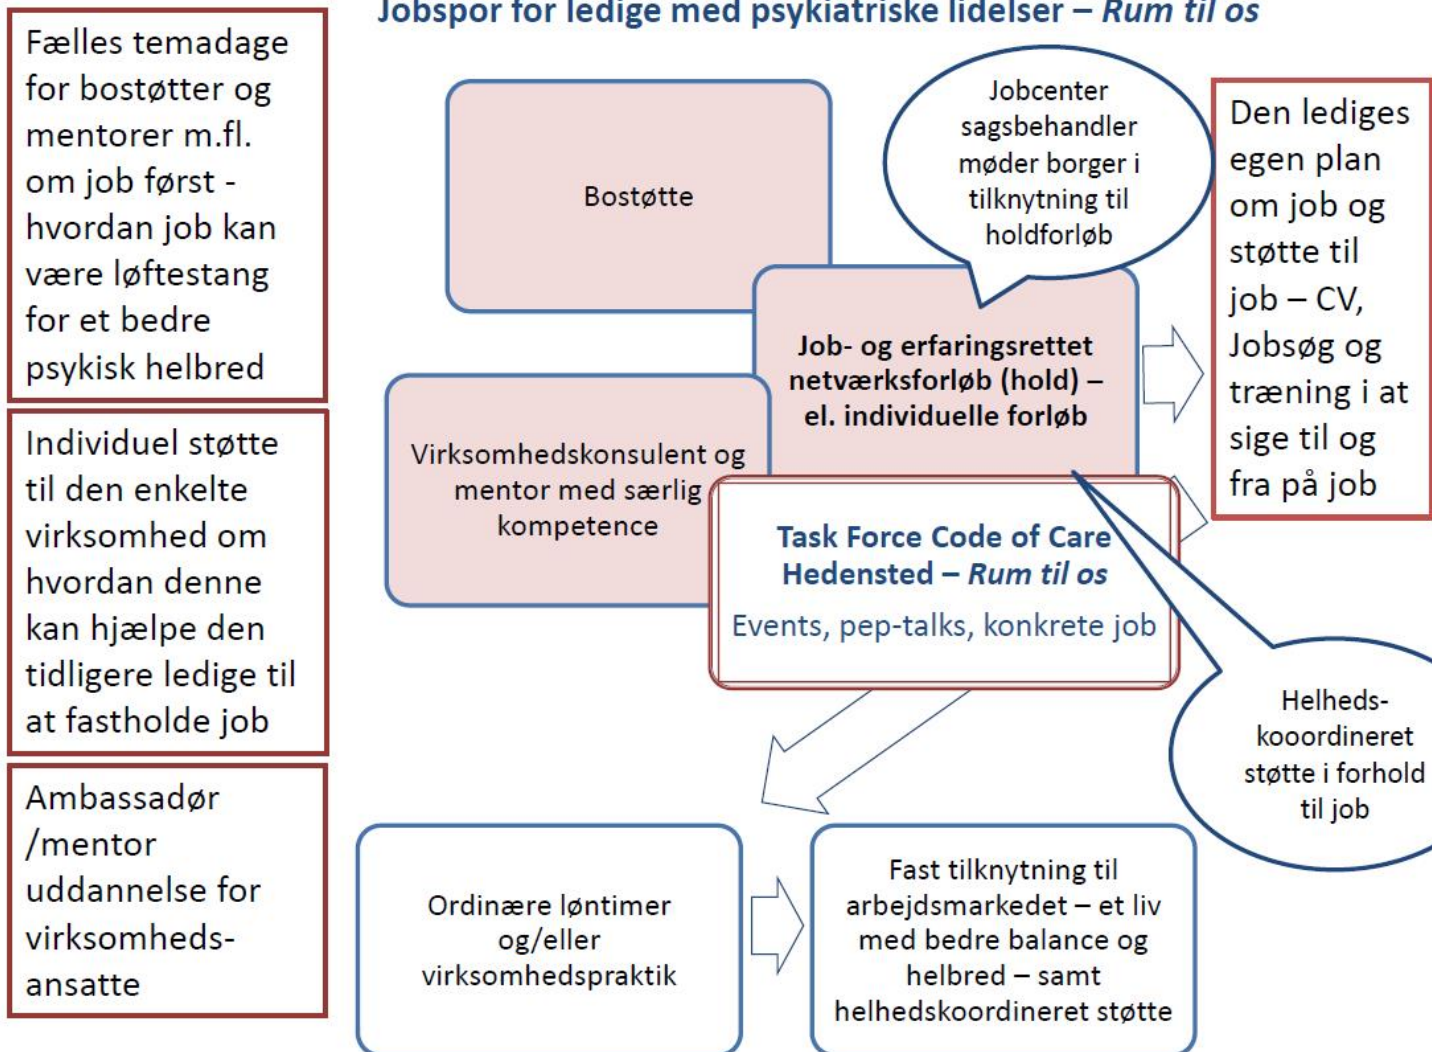 Jobspor for ledige med psykiatriske lidelser – Rum til os
Fælles temadage
for bostøtter og
mentorer m.fl.
om job først -
hvordan job kan
være løftestang
for et bedre
psykisk helbred
Individuel støtte
til den enkelte
virksomhed om
hvordan denne
kan hjælpe den
tidligere ledige til
at fastholde job
Ambassadør
/mentor
uddannelse for
virksomheds-
ansatte
Bostøtte
Jobcenter
sagsbehandler
møder borger i
tilknytning til
holdforløb
Job- og erfaringsrettet
netværksforløb (hold) –
el. individuelle forløb
Virksomhedskonsulent og
mentor med særlig
kompetence
Task Force Code of Care
Hedensted – Rum til os
Events, pep-talks, konkrete job
Den lediges
egen plan
om job og
støtte til
job – CV,
Jobsøg og
træning i at
sige til og
fra på job
Helheds-
kooordineret
støtte i forhold
til job
Ordinære løntimer
og/eller
virksomhedspraktik
Fast tilknytning til
arbejdsmarkedet – et liv
med bedre balance og
helbred – samt
helhedskoordineret støtte